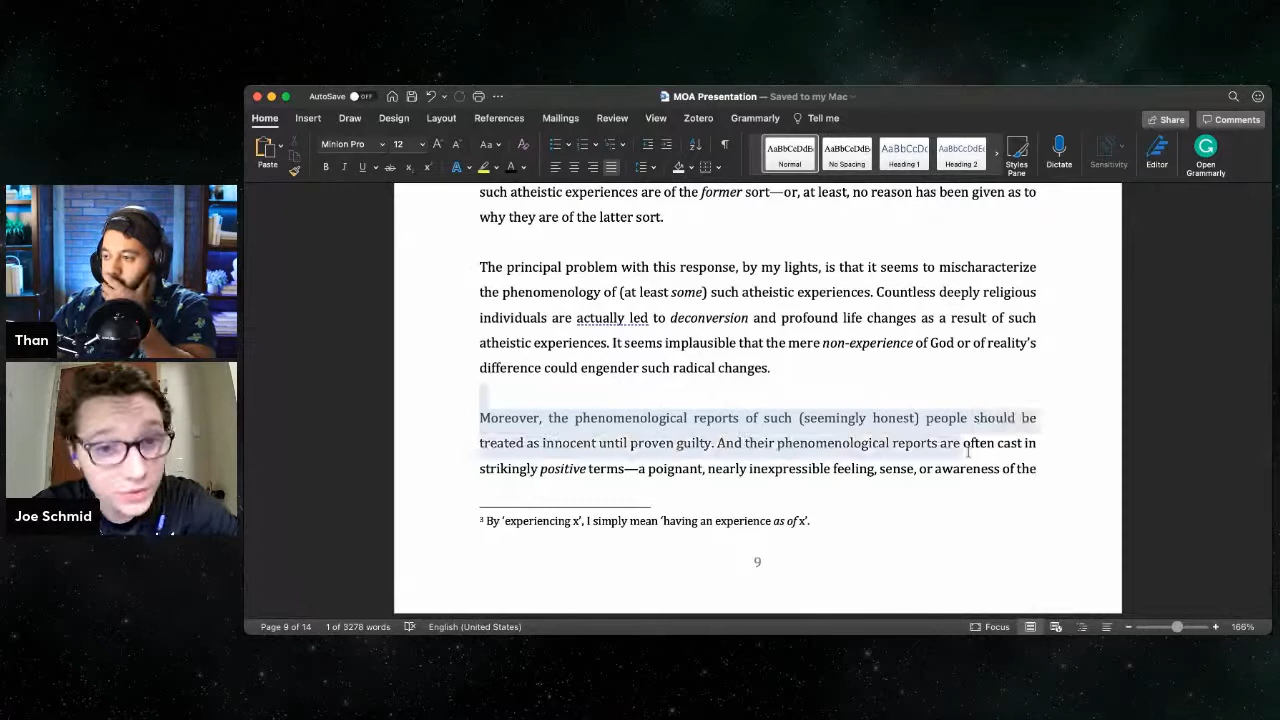 AutoSave OFF
MOA Presentation — Saved to my Mac
Home Insert Draw Design Layout References Mailings Review View Zotero Grammarly Tell me
Share Comments
Paste
Minion Pro 12 Aa
B I U ab x x A A
AaBbCcDdE AaBbCcDdE AaBbCcDc AaBbCcDdE
Normal No Spacing Heading 1 Heading 2
Styles Pane
Dictate
Sensitivity
Editor
Open Grammarly
such atheistic experiences are of the former sort—or, at least, no reason has been given as to
why they are of the latter sort.
The principal problem with this response, by my lights, is that it seems to mischaracterize
the phenomenology of (at least some) such atheistic experiences. Countless deeply religious
individuals are actually led to deconversion and profound life changes as a result of such
atheistic experiences. It seems implausible that the mere non-experience of God or of reality's
difference could engender such radical changes.
Moreover, the phenomenological reports of such (seemingly honest) people should be
treated as innocent until proven guilty. And their phenomenological reports are often cast in
strikingly positive terms—a poignant, nearly inexpressible feeling, sense, or awareness of the
3 By 'experiencing x', I simply mean 'having an experience as of x'.
9
Than
Joe Schmid
Page 9 of 14 1 of 3278 words English (United States) Focus 166%